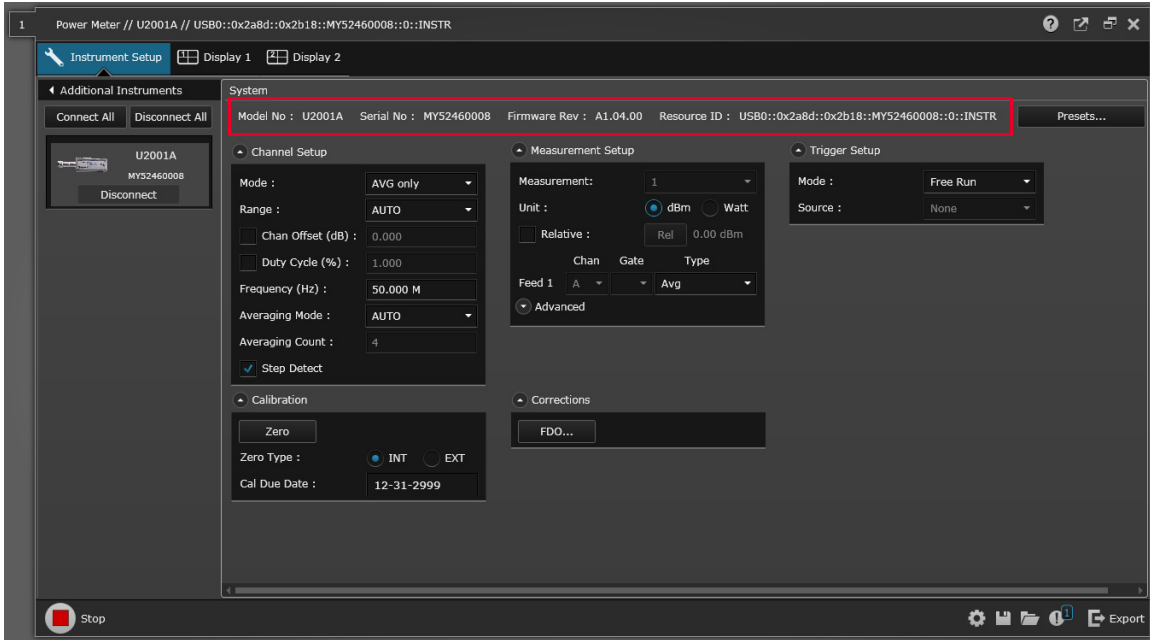 1 Power Meter // U2001A // USB0::0x2a8d::0x2b18::MY52460008::0::INSTR
Instrument Setup 1 Display 1 2 Display 2
Additional Instruments
Connect All Disconnect All
U2001A
MY52460008
Disconnect
System
Model No : U2001A Serial No : MY52460008 Firmware Rev : A1.04.00 Resource ID : USB0::0x2a8d::0x2b18::MY52460008::0::INSTR Presets...
Channel Setup
Mode : AVG only
Range : AUTO
Chan Offset (dB) : 0.000
Duty Cycle (%) : 1.000
Frequency (Hz) : 50.000 M
Averaging Mode : AUTO
Averaging Count : 4
Step Detect
Measurement Setup
Measurement: 1
Unit : dBm Watt
Relative : Rel 0.00 dBm
Chan Gate Type
Feed 1 A Avg
Advanced
Trigger Setup
Mode : Free Run
Source : None
Calibration
Zero
Zero Type : INT EXT
Cal Due Date : 12-31-2999
Corrections
FDO...
Stop 1 Export